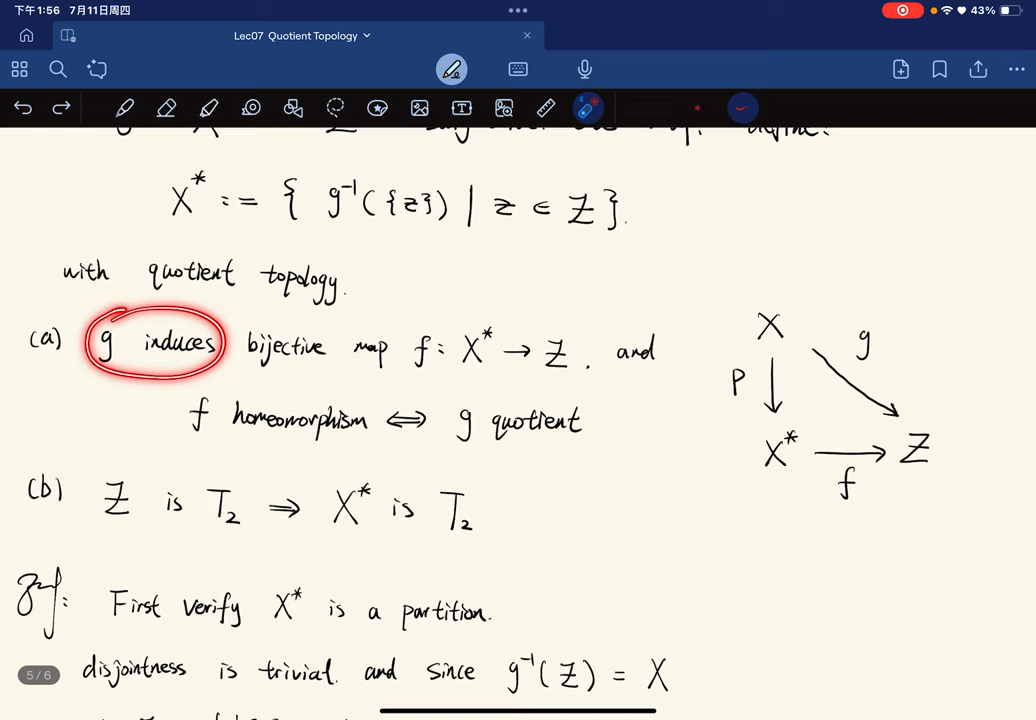 下午1:56 7月11日周四
43%
Lec07 Quotient Topology
X* := { g⁻¹({z}) | z ∈ Z }.
with quotient topology.
(a) g induces bijective map f: X* → Z, and
f homeomorphism ⟺ g quotient
X g
P
X* → Z
f
(b) Z is T₂ ⟹ X* is T₂
First verify X* is a partition.
disjointness is trivial. and since g⁻¹(Z) = X
5/6